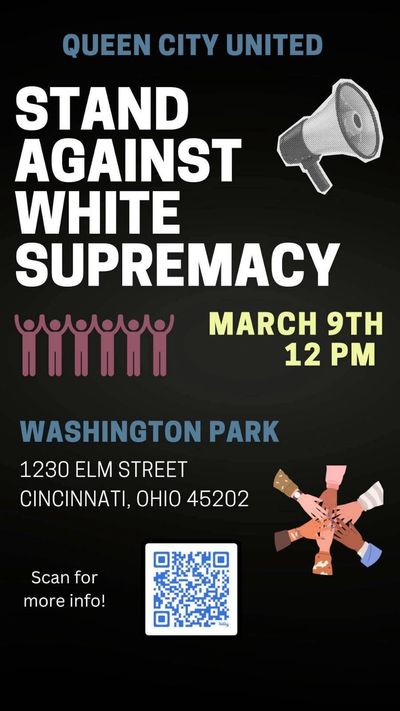 QUEEN CITY UNITED
STAND
AGAINST
WHITE
SUPREMACY
MARCH 9TH
12 PM
WASHINGTON PARK
1230 ELM STREET
CINCINNATI, OHIO 45202
Scan for
more info!